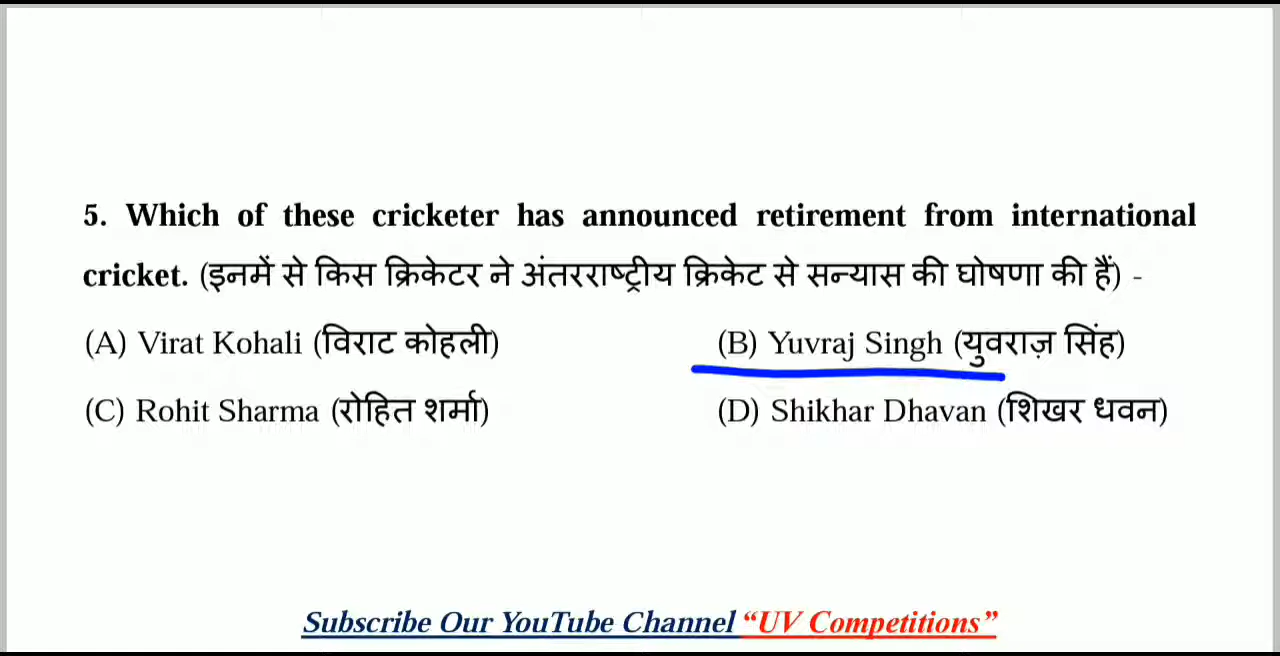 5. Which of these cricketer has announced retirement from international
cricket. (इनमें से किस क्रिकेटर ने अंतरराष्ट्रीय क्रिकेट से सन्यास की घोषणा की हैं) -
(A) Virat Kohali (विराट कोहली) (B) Yuvraj Singh (युवराज़ सिंह)
(C) Rohit Sharma (रोहित शर्मा) (D) Shikhar Dhavan (शिखर धवन)
Subscribe Our YouTube Channel “UV Competitions”